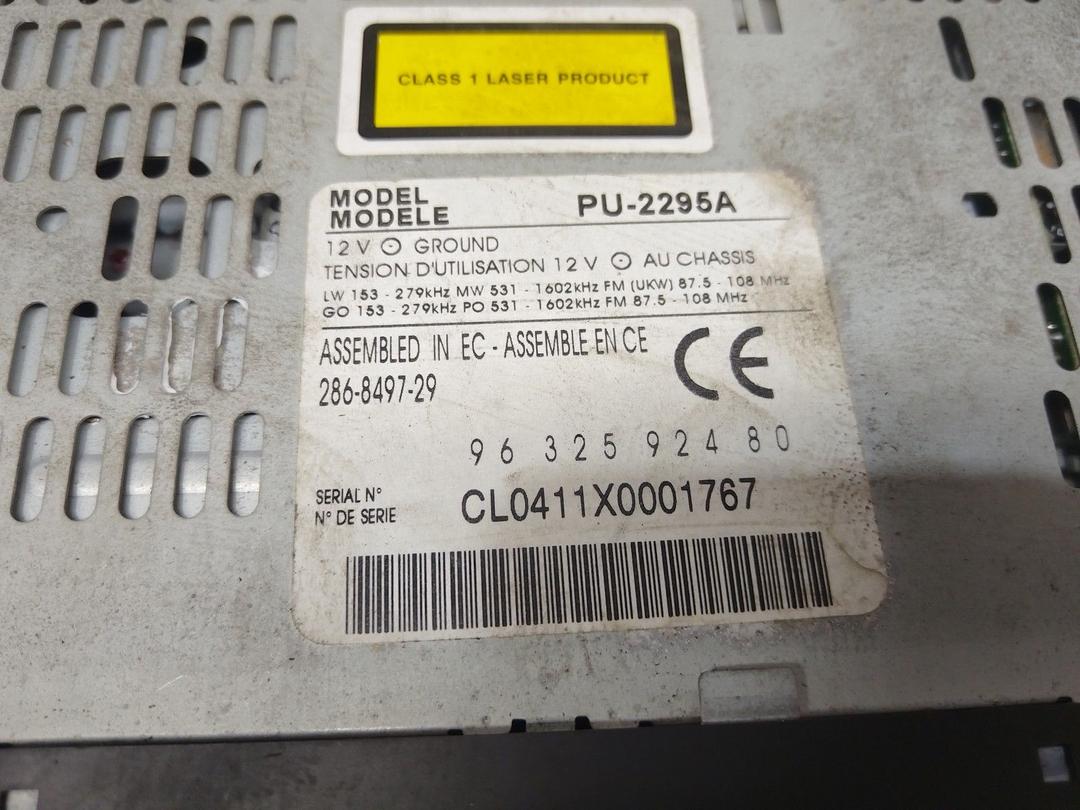 CLASS 1 LASER PRODUCT
MODEL
MODELE
PU-2295A
12 V ⊙ GROUND
TENSION D'UTILISATION 12 V ⊙ AU CHASSIS
LW 153 - 279kHz MW 531 - 1602kHz FM (UKW) 87.5 - 108 MHz
GO 153 - 279kHz PO 531 - 1602kHz FM 87.5 - 108 MHz
ASSEMBLED IN EC - ASSEMBLE EN CE
CE
286-8497-29
96 325 924 80
SERIAL N°
N° DE SERIE
CL0411X0001767